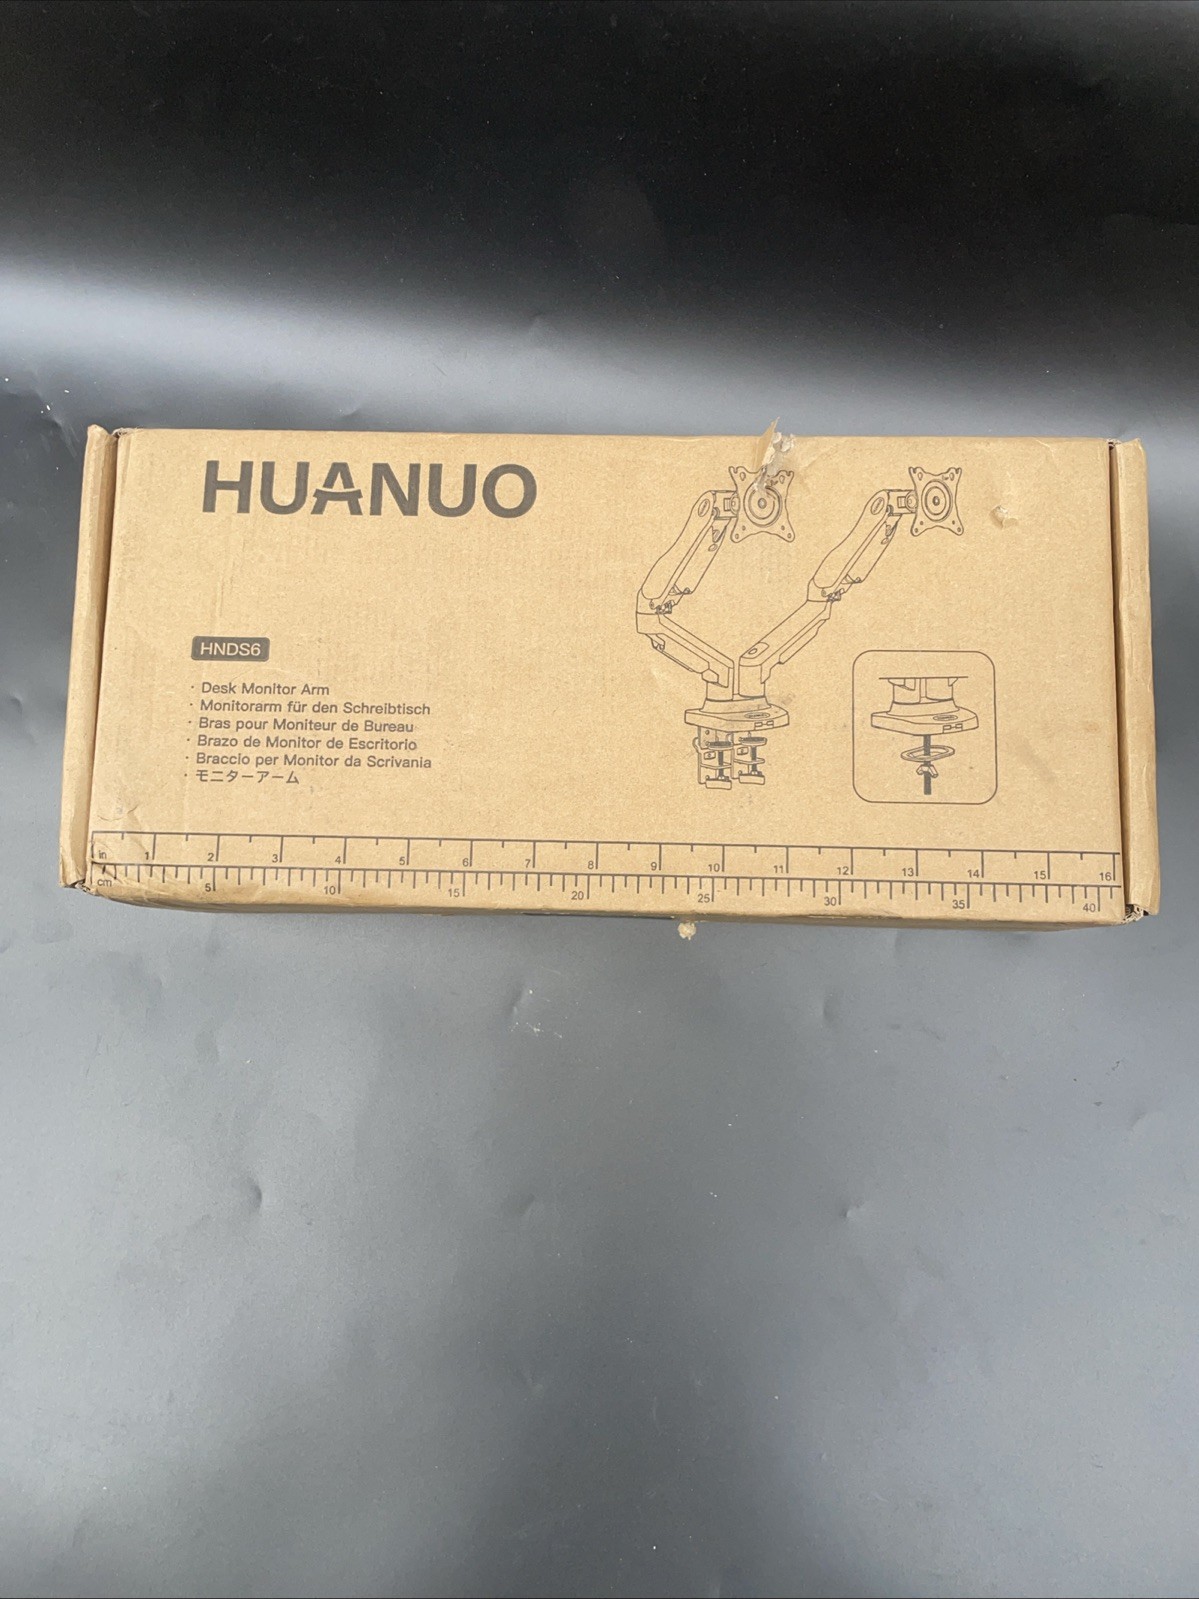 HUANUO
HNDS6
· Desk Monitor Arm
· Monitorarm für den Schreibtisch
· Bras pour Moniteur de Bureau
· Brazo de Monitor de Escritorio
· Braccio per Monitor da Scrivania
· モニターアーム
in 1 2 3 4 5 6 7 8 9 10 11 12 13 14 15 16
cm 5 10 15 20 25 30 35 40